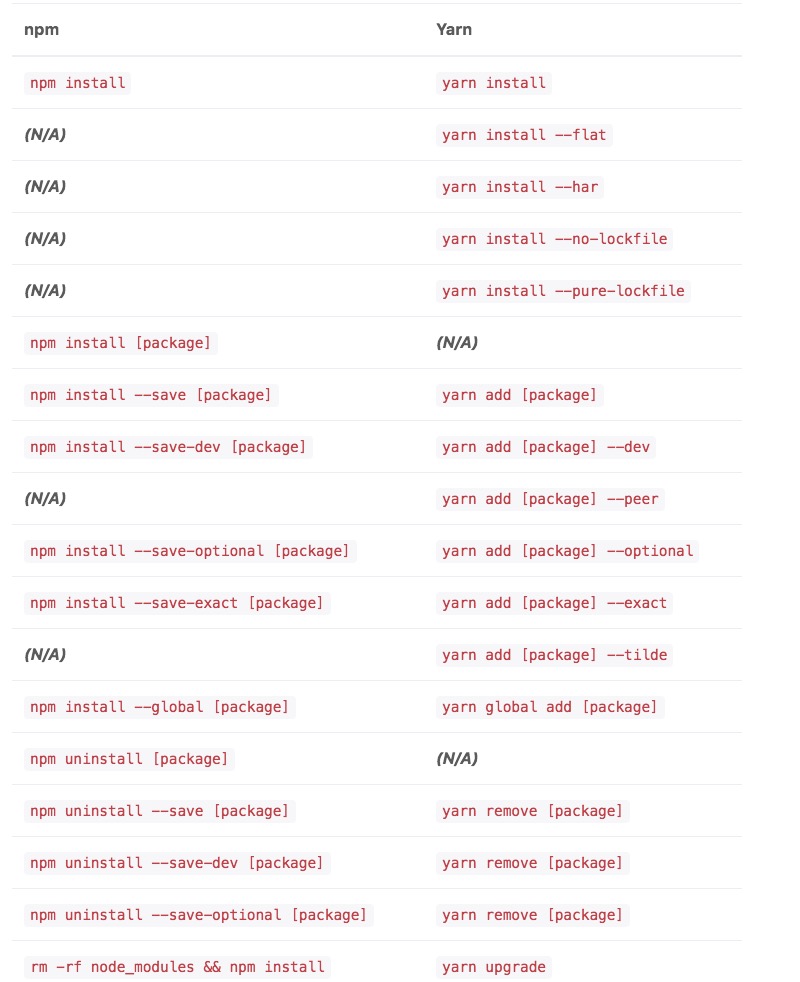 npm Yarn
npm install yarn install
(N/A) yarn install --flat
(N/A) yarn install --har
(N/A) yarn install --no-lockfile
(N/A) yarn install --pure-lockfile
npm install [package] (N/A)
npm install --save [package] yarn add [package]
npm install --save-dev [package] yarn add [package] --dev
(N/A) yarn add [package] --peer
npm install --save-optional [package] yarn add [package] --optional
npm install --save-exact [package] yarn add [package] --exact
(N/A) yarn add [package] --tilde
npm install --global [package] yarn global add [package]
npm uninstall [package] (N/A)
npm uninstall --save [package] yarn remove [package]
npm uninstall --save-dev [package] yarn remove [package]
npm uninstall --save-optional [package] yarn remove [package]
rm -rf node_modules && npm install yarn upgrade